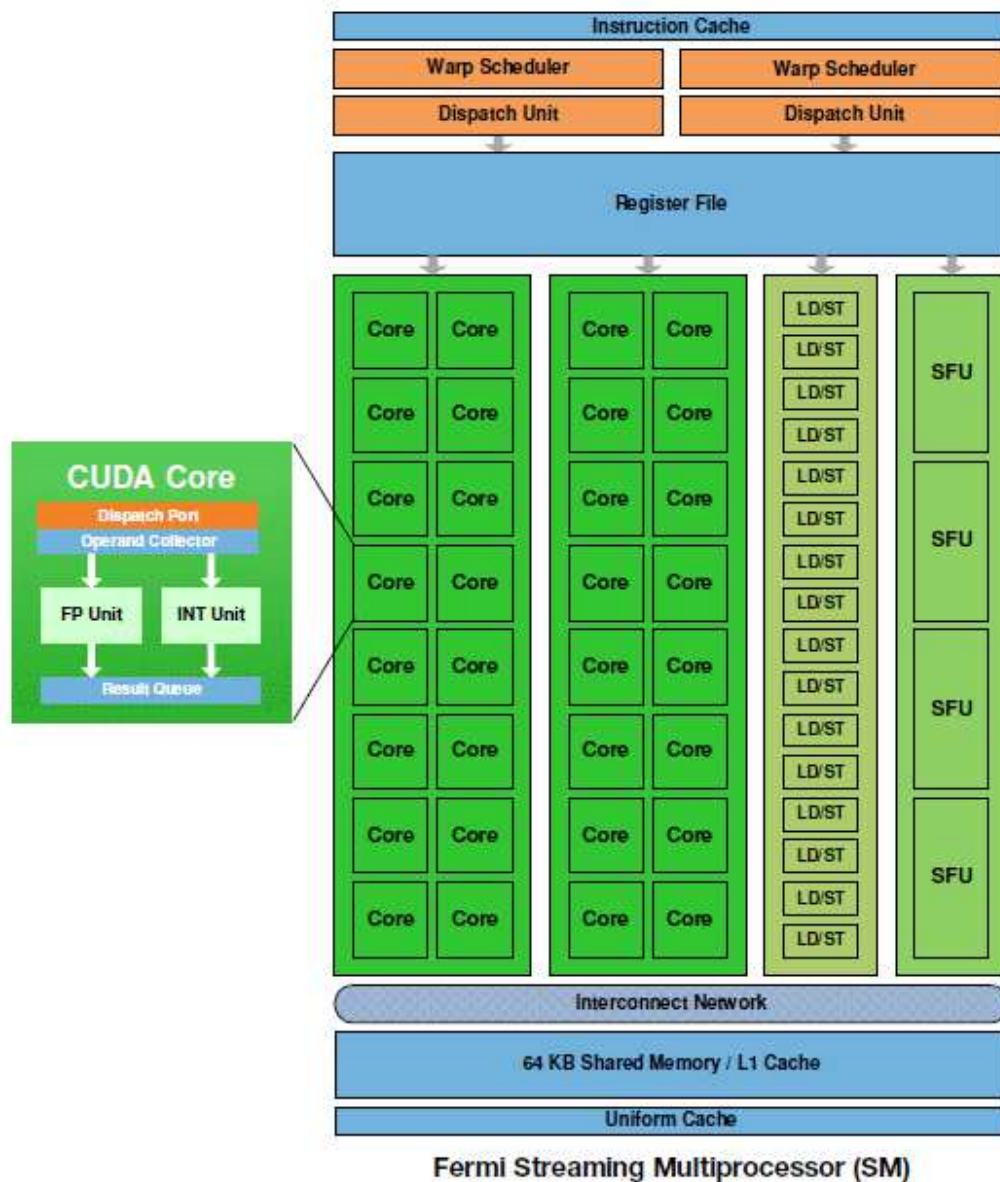 Instruction Cache
Warp Scheduler Warp Scheduler
Dispatch Unit Dispatch Unit
Register File
Core Core Core Core LD/ST SFU
LD/ST
Core Core Core Core LD/ST
LD/ST
Core Core Core Core LD/ST SFU
LD/ST
Core Core Core Core LD/ST
LD/ST
Core Core Core Core LD/ST SFU
LD/ST
Core Core Core Core LD/ST
LD/ST
Core Core Core Core LD/ST SFU
LD/ST
Core Core Core Core LD/ST
LD/ST
CUDA Core
Dispatch Port
Operand Collector
FP Unit INT Unit
Result Queue
Interconnect Network
64 KB Shared Memory / L1 Cache
Uniform Cache
Fermi Streaming Multiprocessor (SM)